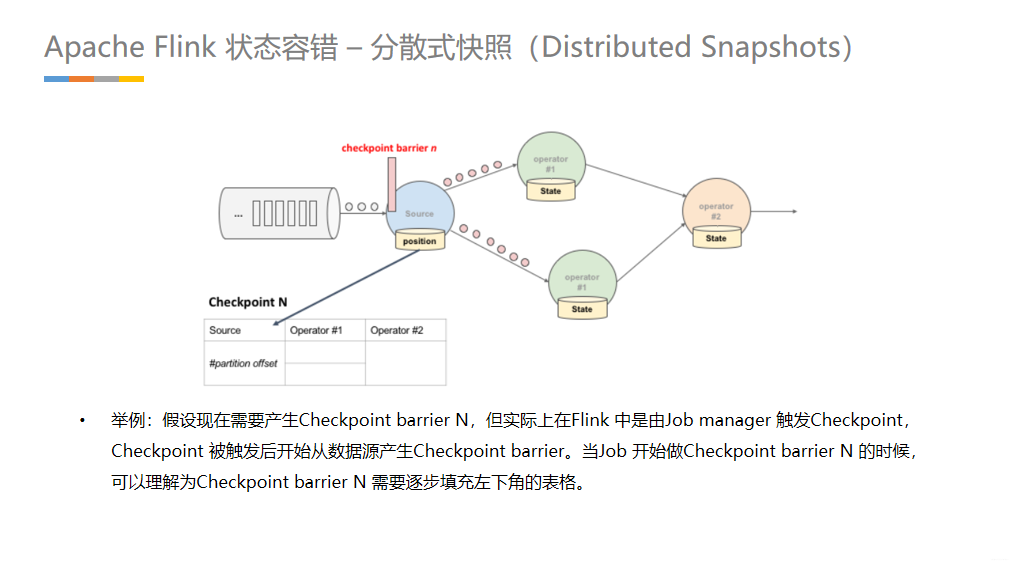 Apache Flink 状态容错 – 分散式快照（Distributed Snapshots）
checkpoint barrier n
operator
#1
State
...
Source
position
operator
#2
State
operator
#1
State
Checkpoint N
Source
Operator #1
Operator #2
#partition offset
• 举例：假设现在需要产生Checkpoint barrier N，但实际上在Flink 中是由Job manager 触发Checkpoint，
Checkpoint 被触发后开始从数据源产生Checkpoint barrier。当Job 开始做Checkpoint barrier N 的时候，
可以理解为Checkpoint barrier N 需要逐步填充左下角的表格。